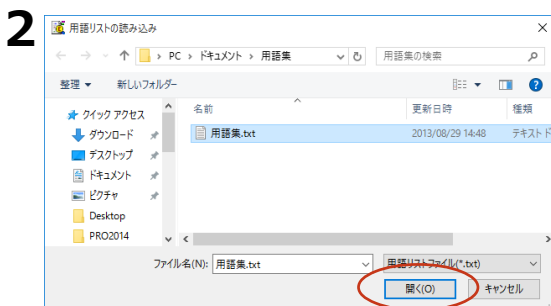 2
用語リストの読み込み
PC › ドキュメント › 用語集
用語集の検索
整理 新しいフォルダー
名前 更新日時 種類
用語集.txt 2013/08/29 14:48 テキスト ド
クイック アクセス
ダウンロード
デスクトップ
ドキュメント
ピクチャ
Desktop
PRO2014
ファイル名(N): 用語集.txt 用語リストファイル(*.txt)
開く(O) キャンセル